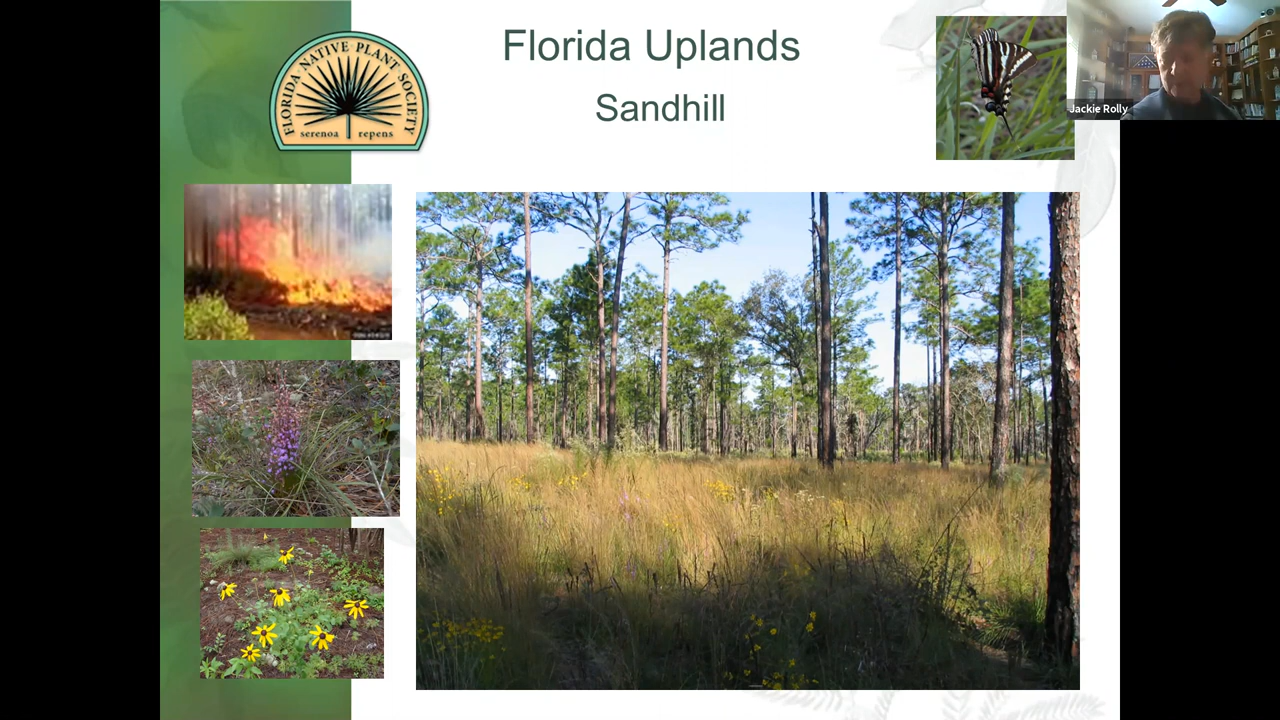 Florida Uplands
Sandhill
FLORIDA NATIVE PLANT SOCIETY
serenoa repens
Jackie Rolly